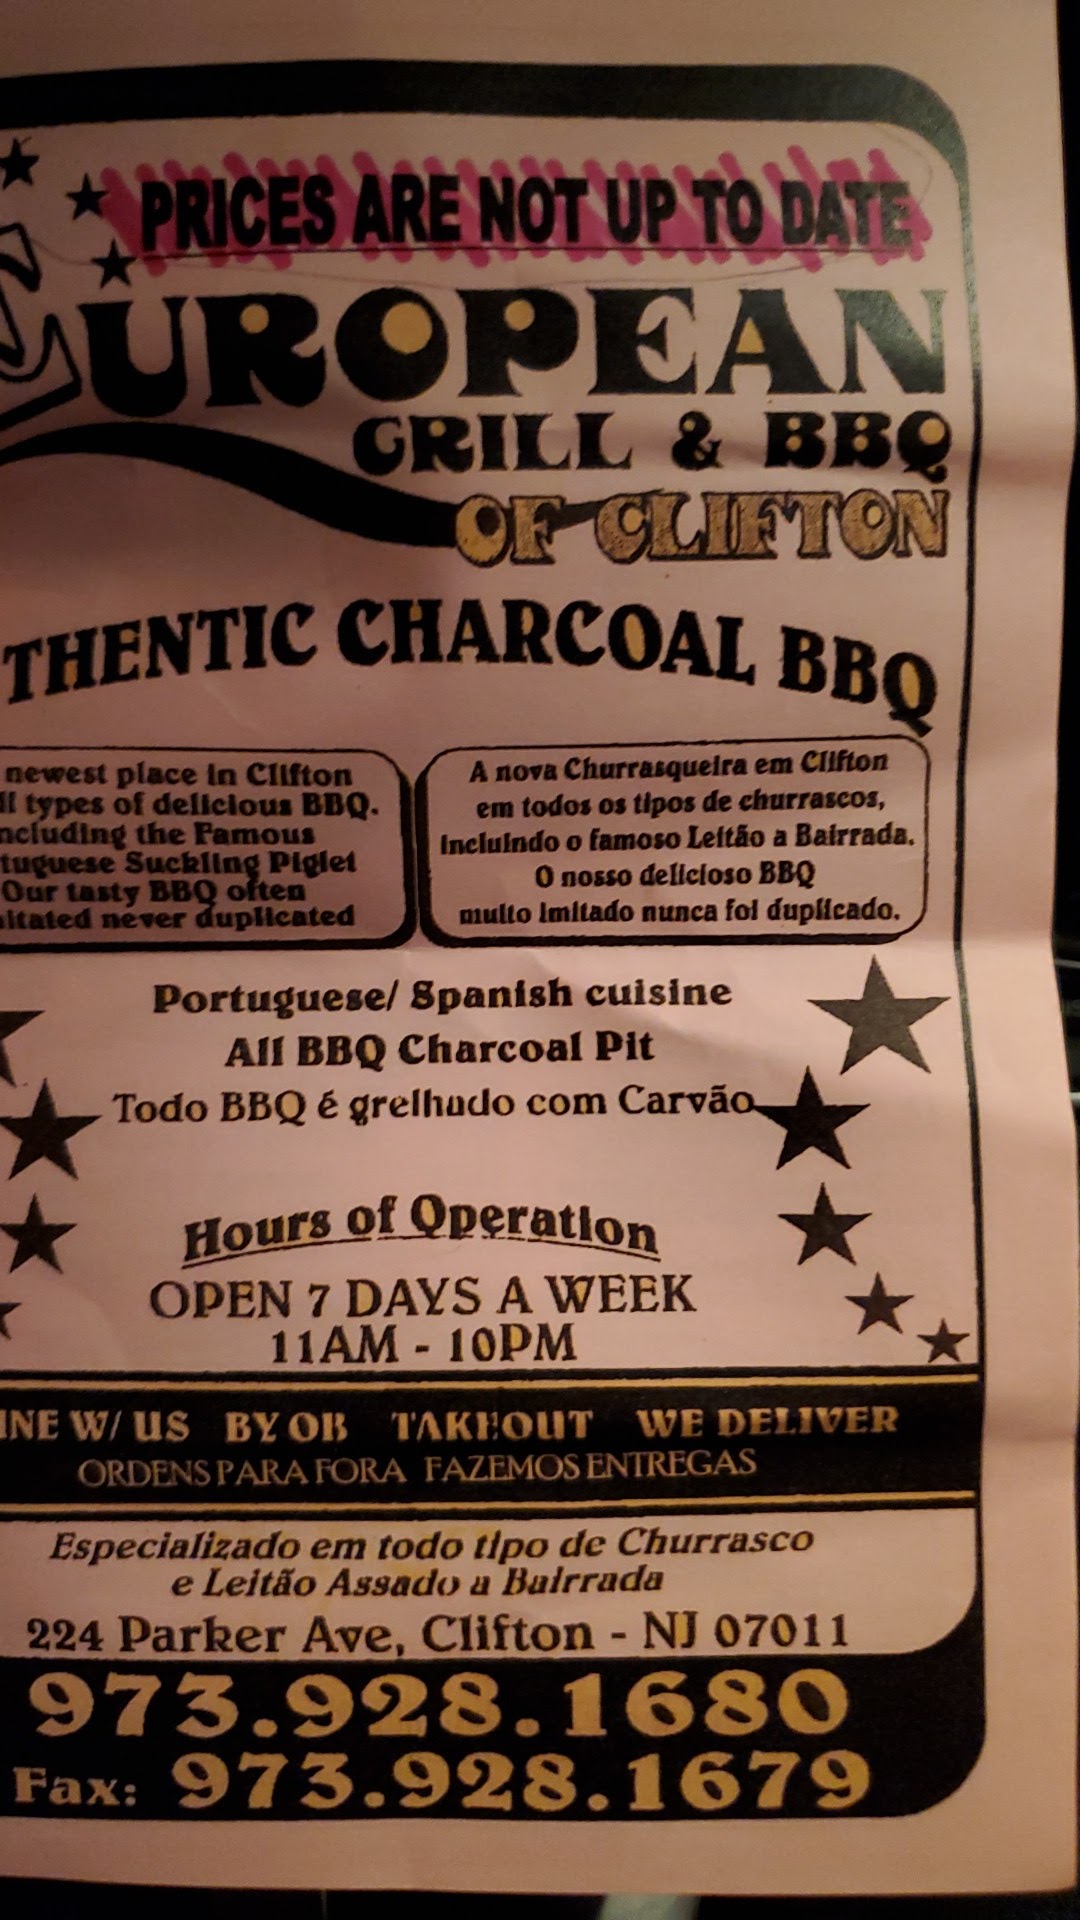 PRICES ARE NOT UP TO DATE
EUROPEAN
GRILL & BBQ
OF CLIFTON
THENTIC CHARCOAL BBQ
newest place in Clifton
ll types of delicious BBQ.
ncluding the Famous
tuguese Suckling Piglet
Our tasty BBQ often
itated never duplicated
A nova Churrasqueira em Clifton
em todos os tipos de churrascos,
incluindo o famoso Leitão a Bairrada.
O nosso delicioso BBQ
muito imitado nunca foi duplicado.
Portuguese/ Spanish cuisine
All BBQ Charcoal Pit
Todo BBQ é grelhado com Carvão
Hours of Operation
OPEN 7 DAYS A WEEK
11AM - 10PM
INE W/ US BY OB TAKEOUT WE DELIVER
ORDENS PARA FORA FAZEMOS ENTREGAS
Especializado em todo tipo de Churrasco
e Leitão Assado a Bairrada
224 Parker Ave, Clifton - NJ 07011
973.928.1680
Fax: 973.928.1679